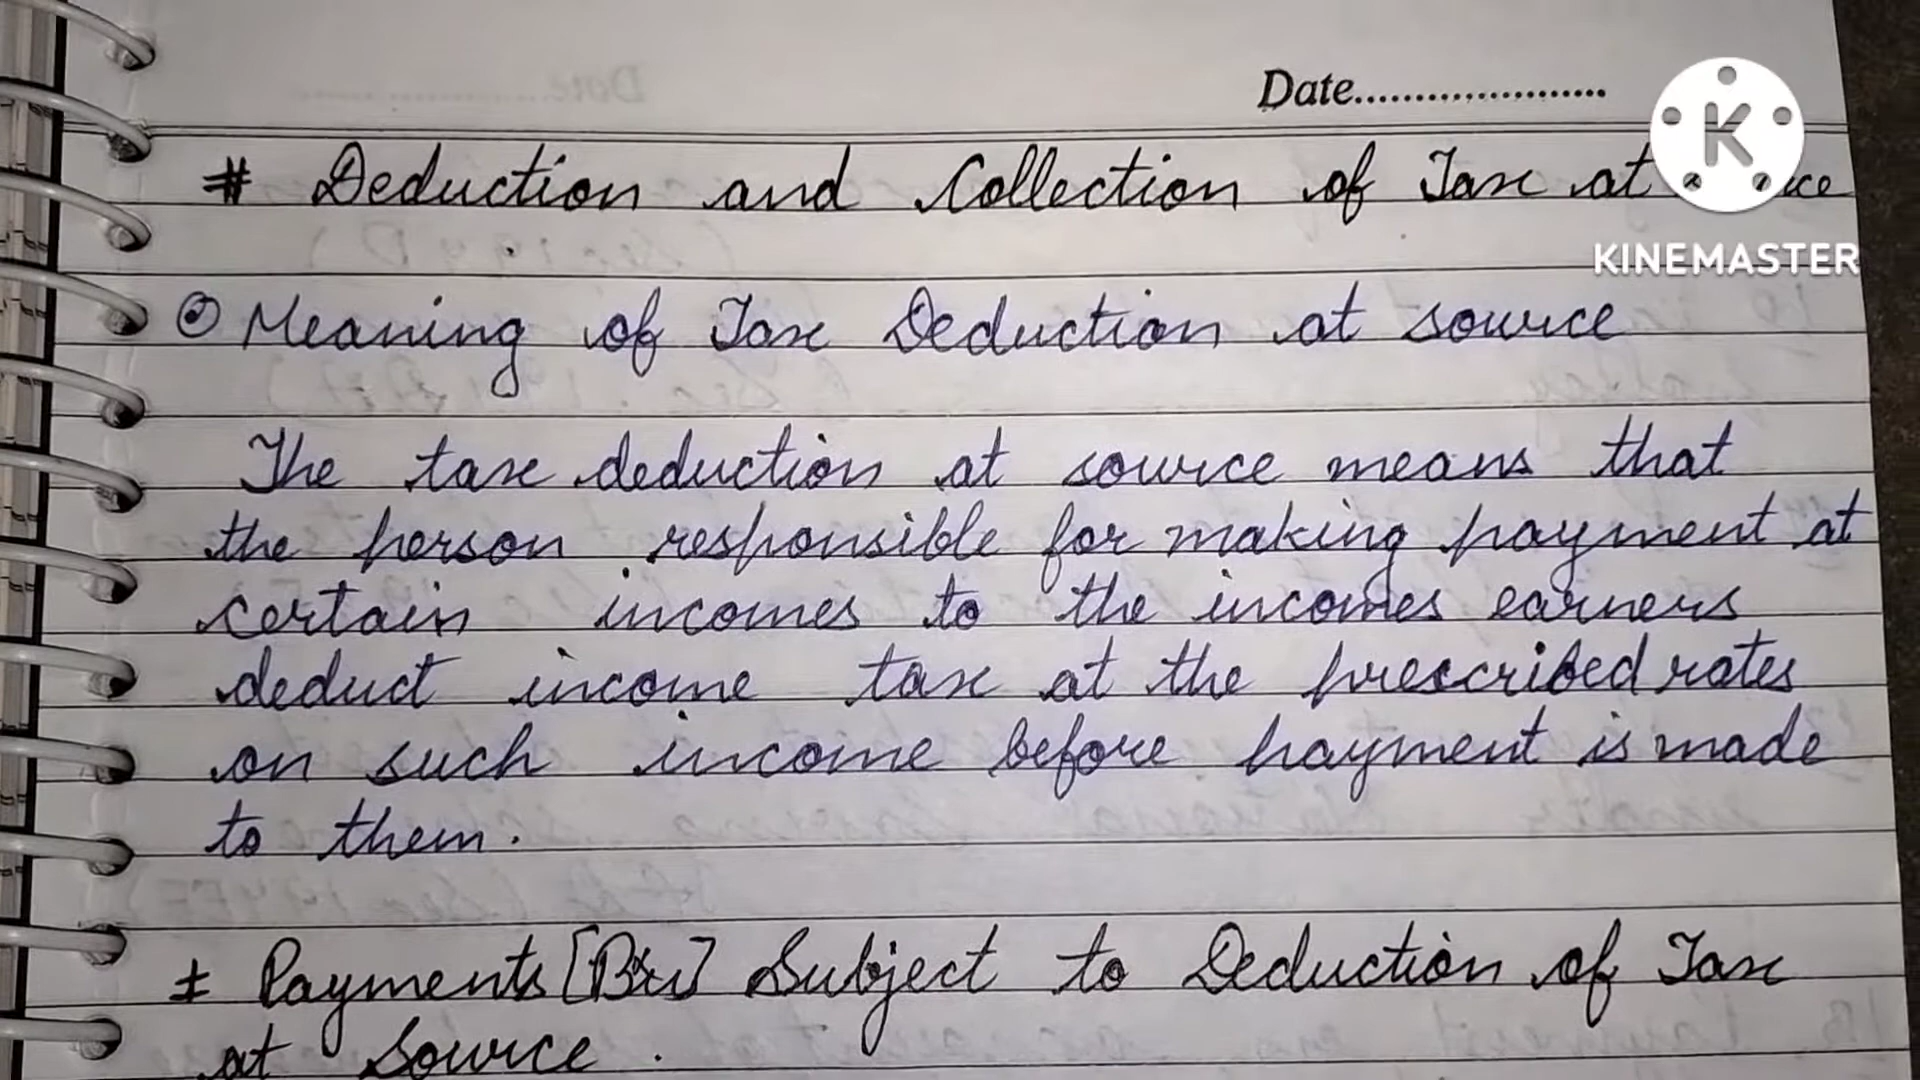 Date.....................
# Deduction and Collection of Tax at
KINEMASTER
Meaning of Tax Deduction at source
The tax deduction at source means that
the person responsible for making payment at
certain incomes to the incomes earners
deduct income tax at the prescribed rates
on such income before payment is made
to them.
Payments Subject to Deduction of Tax
at Source.